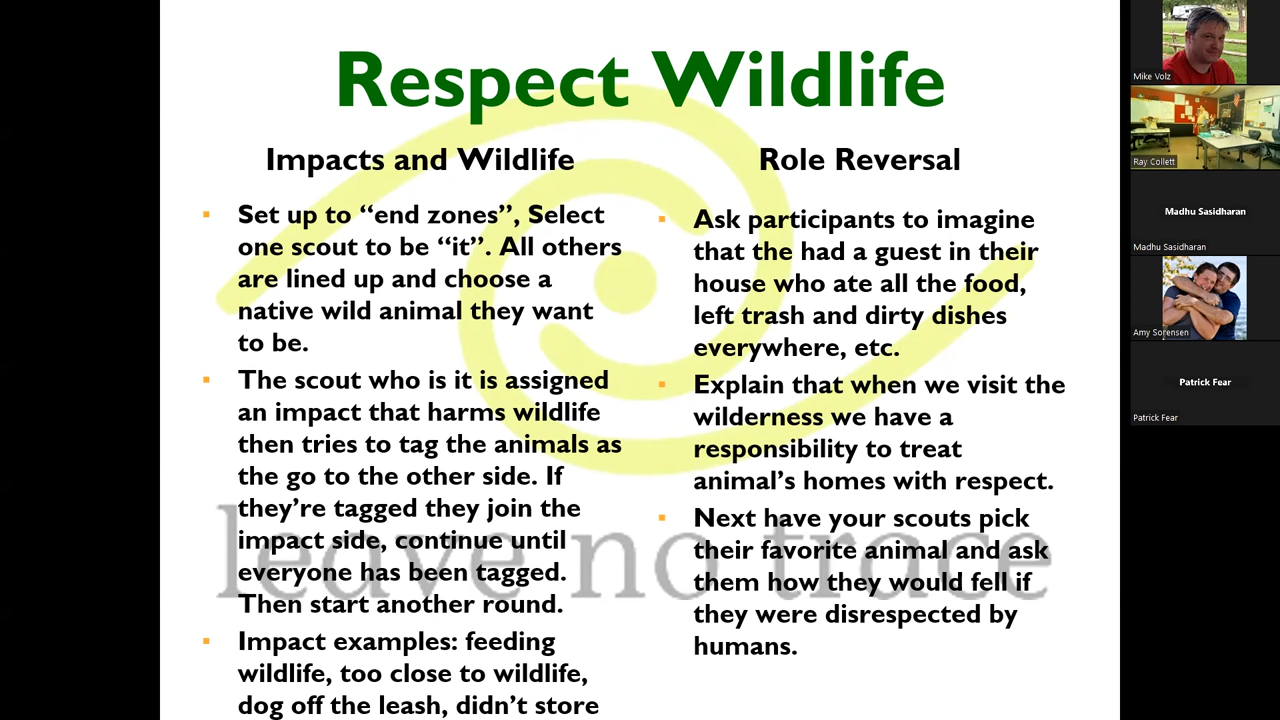 Respect Wildlife
Impacts and Wildlife
Set up to “end zones”, Select
one scout to be “it”. All others
are lined up and choose a
native wild animal they want
to be.
The scout who is it is assigned
an impact that harms wildlife
then tries to tag the animals as
the go to the other side. If
they’re tagged they join the
impact side, continue until
everyone has been tagged.
Then start another round.
Impact examples: feeding
wildlife, too close to wildlife,
dog off the leash, didn’t store
Role Reversal
Ask participants to imagine
that the had a guest in their
house who ate all the food,
left trash and dirty dishes
everywhere, etc.
Explain that when we visit the
wilderness we have a
responsibility to treat
animal’s homes with respect.
Next have your scouts pick
their favorite animal and ask
them how they would fell if
they were disrespected by
humans.
leave no trace
Mike Volz
Ray Collett
Madhu Sasidharan
Madhu Sasidharan
Amy Sorensen
Patrick Fear
Patrick Fear